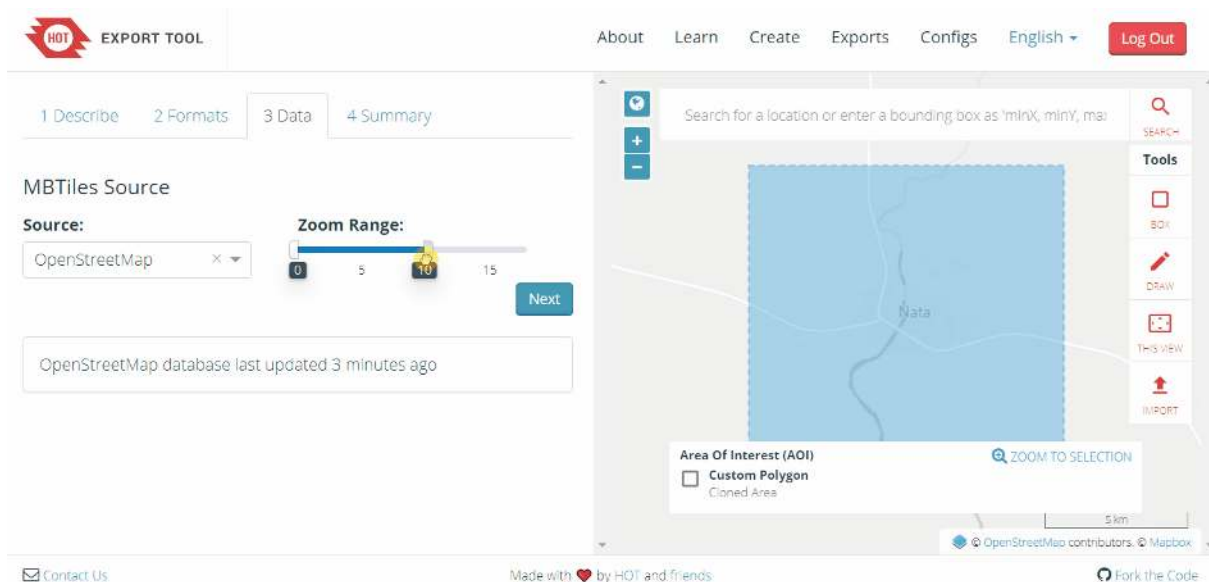 HOT EXPORT TOOL
About Learn Create Exports Configs English Log Out
1 Describe 2 Formats 3 Data 4 Summary
MBTiles Source
Source:
OpenStreetMap ×
Zoom Range:
0 5 10 15
Next
OpenStreetMap database last updated 3 minutes ago
Search for a location or enter a bounding box as 'minX, minY, max
SEARCH
Tools
BOX
DRAW
THIS VIEW
IMPORT
+
−
Nata
Area Of Interest (AOI)
ZOOM TO SELECTION
Custom Polygon
Cloned Area
5 km
© OpenStreetMap contributors. © Mapbox
Contact Us
Made with ❤ by HOT and friends
Fork the Code